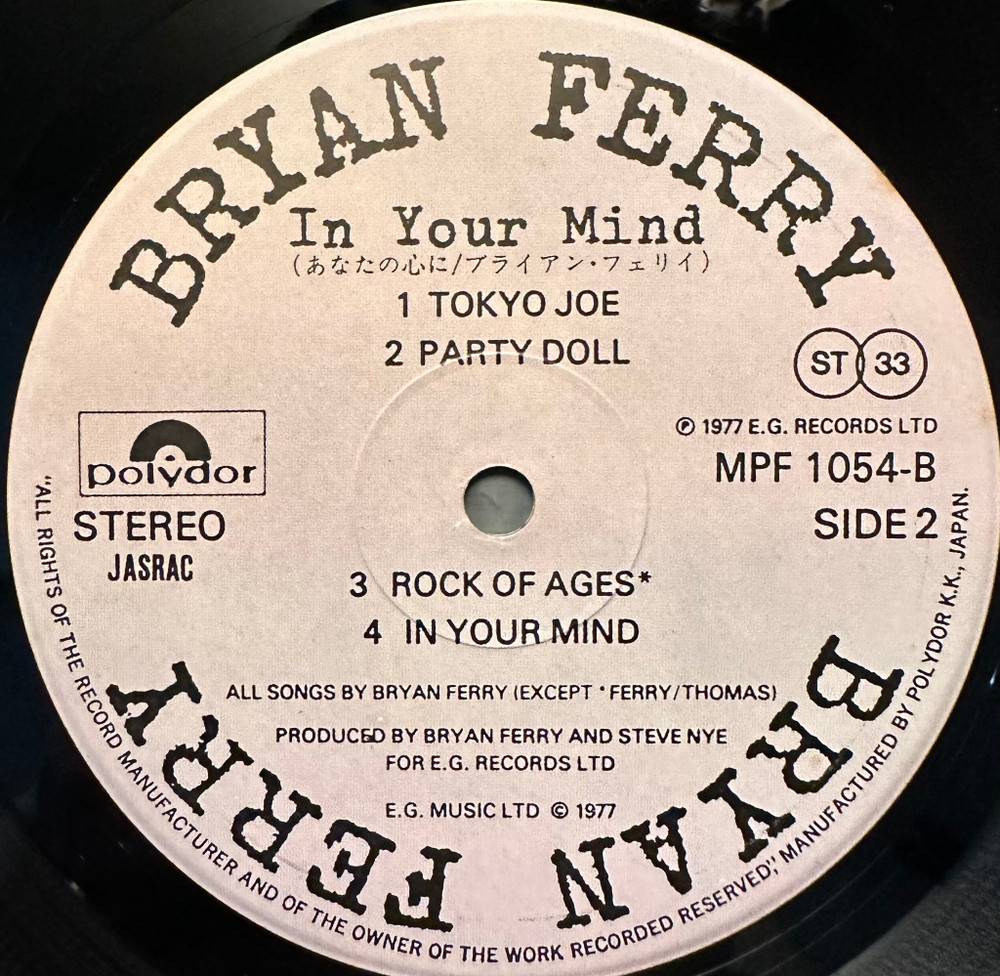 BRYAN FERRY
In Your Mind
(あなたの心に/ブライアン・フェリイ)
1 TOKYO JOE
2 PARTY DOLL
ST 33
℗ 1977 E.G. RECORDS LTD
MPF 1054-B
SIDE 2
polydor
STEREO
JASRAC
3 ROCK OF AGES*
4 IN YOUR MIND
ALL SONGS BY BRYAN FERRY (EXCEPT *FERRY/THOMAS)
PRODUCED BY BRYAN FERRY AND STEVE NYE
FOR E.G. RECORDS LTD
E.G. MUSIC LTD © 1977
BRYAN FERRY
"ALL RIGHTS OF THE RECORD MANUFACTURER AND OF THE OWNER OF THE WORK RECORDED RESERVED," MANUFACTURED BY POLYDOR K.K., JAPAN.